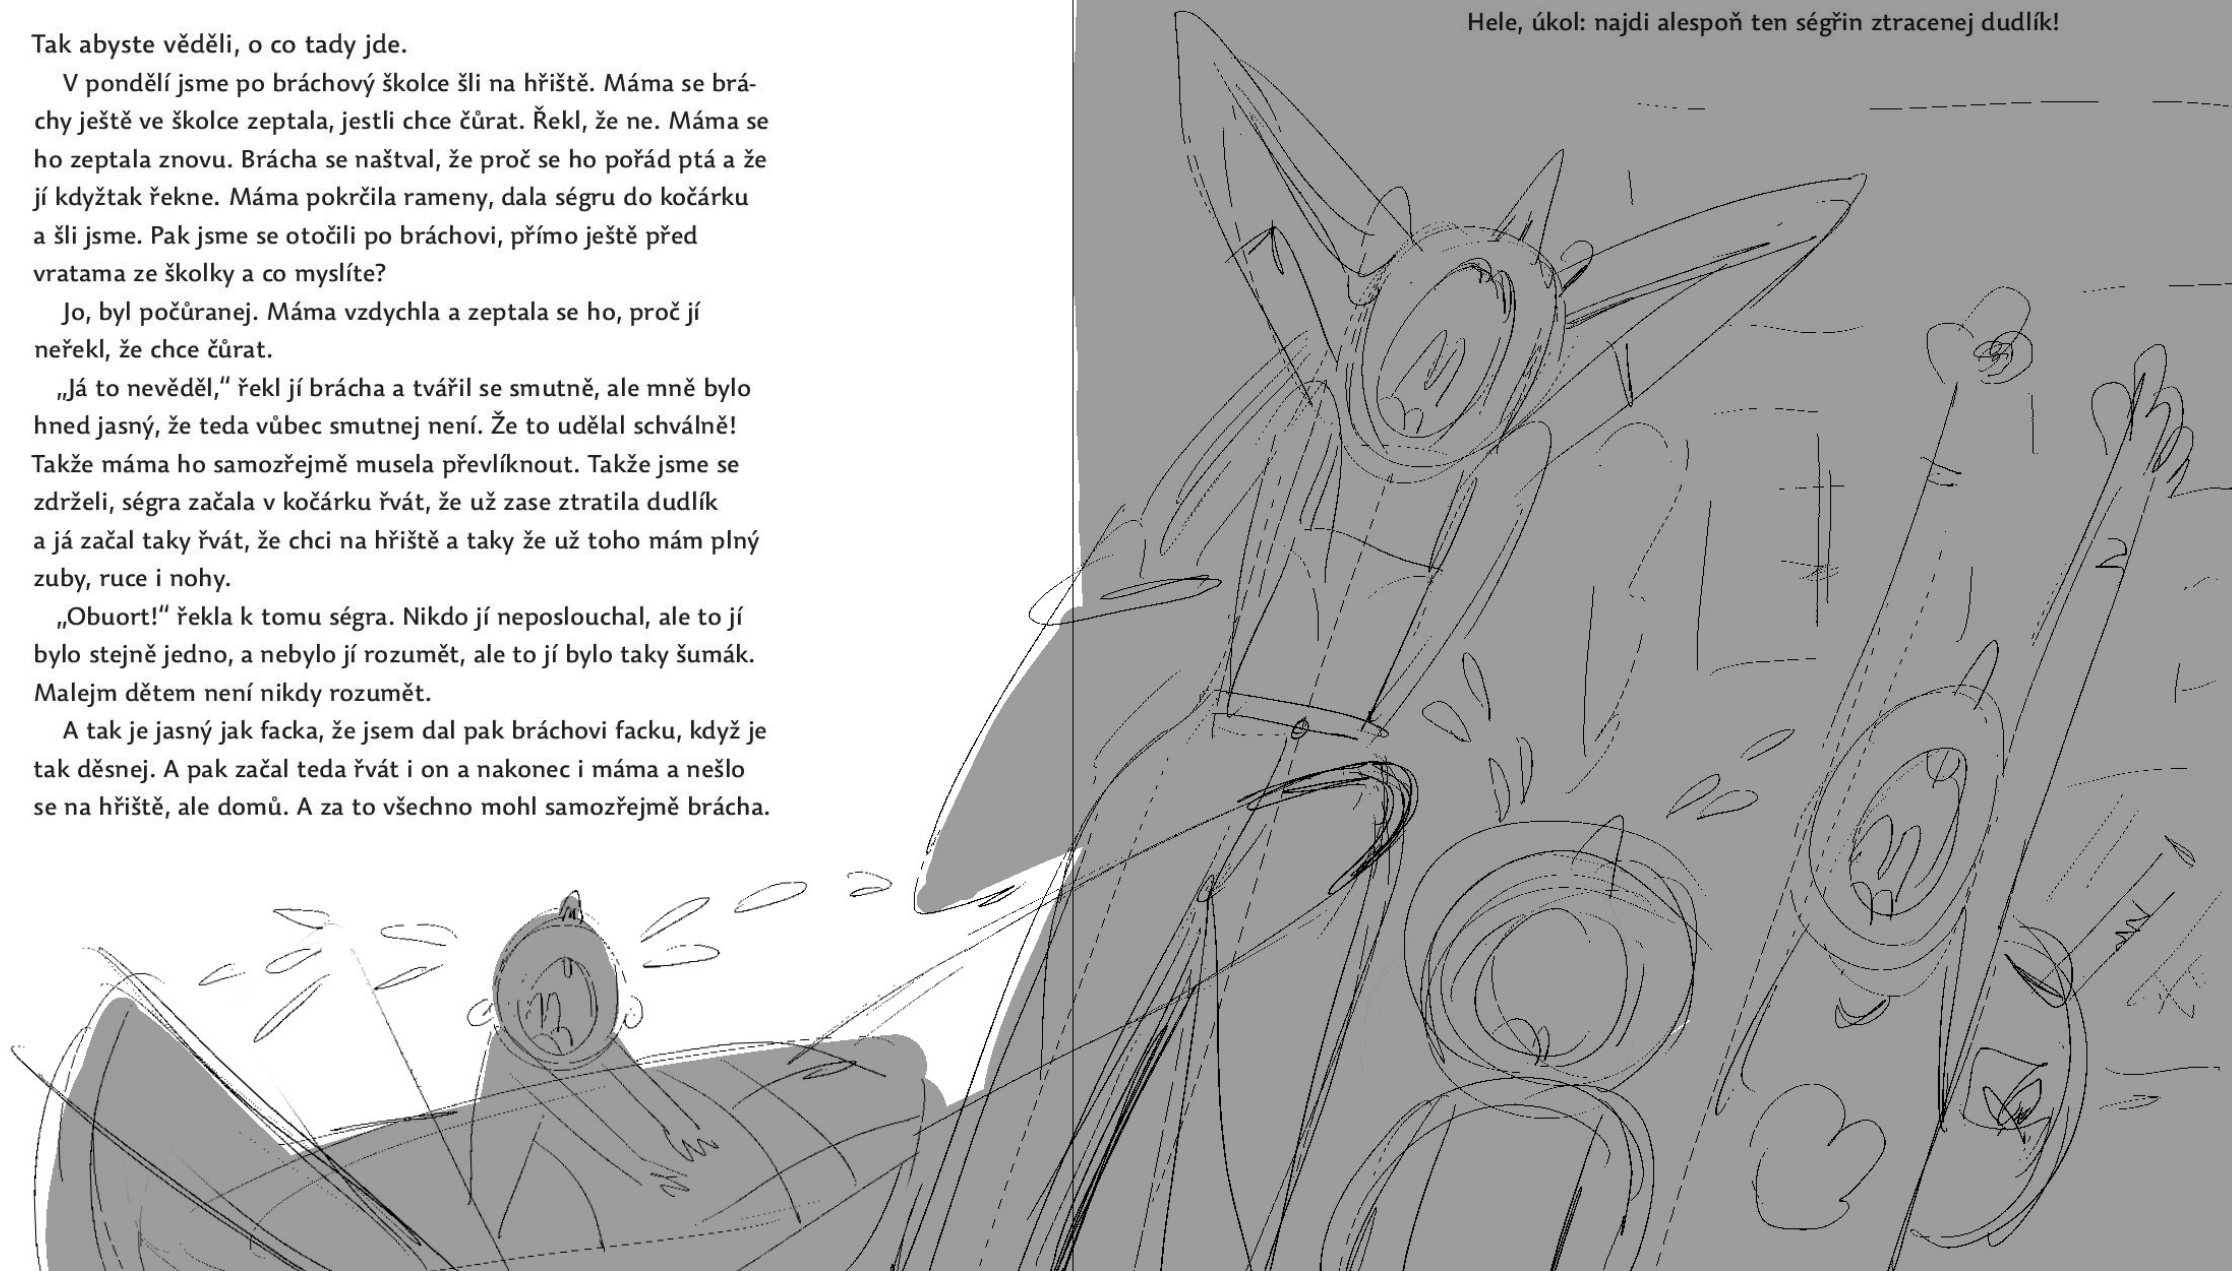 Tak abyste věděli, o co tady jde.
V pondělí jsme po bráchový školce šli na hřiště. Máma se brá-
chy ještě ve školce zeptala, jestli chce čůrat. Řekl, že ne. Máma se
ho zeptala znovu. Brácha se naštval, že proč se ho pořád ptá a že
jí kdyžtak řekne. Máma pokrčila rameny, dala ségru do kočárku
a šli jsme. Pak jsme se otočili po bráchovi, přímo ještě před
vratama ze školky a co myslíte?
Jo, byl počůranej. Máma vzdychla a zeptala se ho, proč jí
neřekl, že chce čůrat.
„Já to nevěděl,“ řekl jí brácha a tvářil se smutně, ale mně bylo
hned jasný, že teda vůbec smutnej není. Že to udělal schválně!
Takže máma ho samozřejmě musela převlíknout. Takže jsme se
zdrželi, ségra začala v kočárku řvát, že už zase ztratila dudlík
a já začal taky řvát, že chci na hřiště a taky že už toho mám plný
zuby, ruce i nohy.
„Obuort!“ řekla k tomu ségra. Nikdo jí neposlouchal, ale to jí
bylo stejně jedno, a nebylo jí rozumět, ale to jí bylo taky šumák.
Malejm dětem není nikdy rozumět.
A tak je jasný jak facka, že jsem dal pak bráchovi facku, když je
tak děsnej. A pak začal teda řvát i on a nakonec i máma a nešlo
se na hřiště, ale domů. A za to všechno mohl samozřejmě brácha.
Hele, úkol: najdi alespoň ten ségřin ztracenej dudlík!